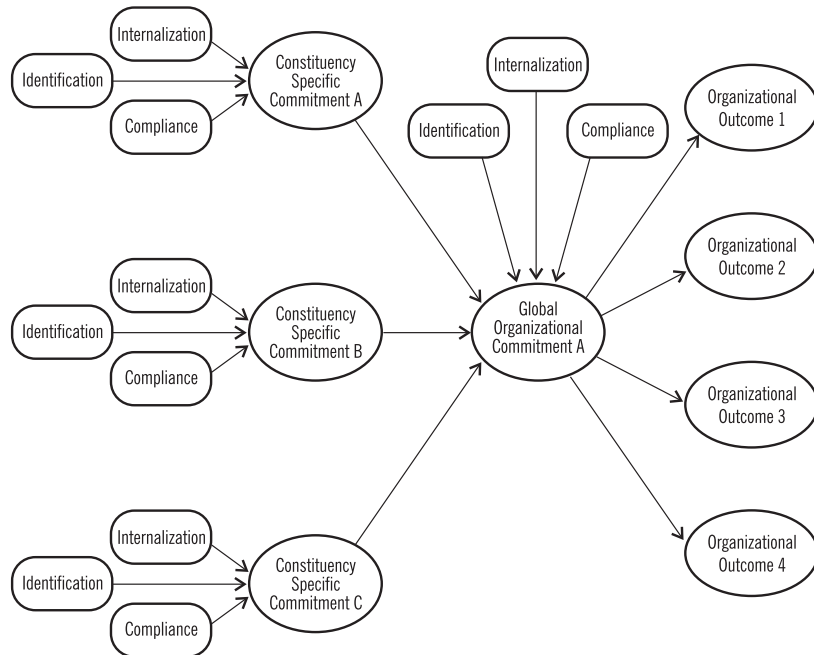 Internalization
Identification
Compliance
Constituency
Specific
Commitment A
Internalization
Identification
Compliance
Organizational
Outcome 1
Internalization
Identification
Compliance
Constituency
Specific
Commitment B
Global
Organizational
Commitment A
Organizational
Outcome 2
Organizational
Outcome 3
Internalization
Identification
Compliance
Constituency
Specific
Commitment C
Organizational
Outcome 4